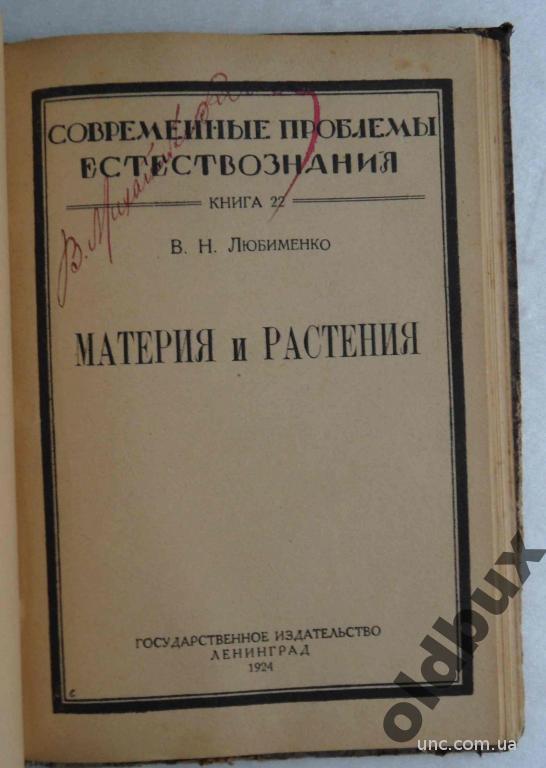 СОВРЕМЕННЫЕ ПРОБЛЕМЫ
ЕСТЕСТВОЗНАНИЯ
КНИГА 22
В. Н. ЛЮБИМЕНКО
МАТЕРИЯ и РАСТЕНИЯ
ГОСУДАРСТВЕННОЕ ИЗДАТЕЛЬСТВО
ЛЕНИНГРАД
1924
oldbux
unc.com.ua